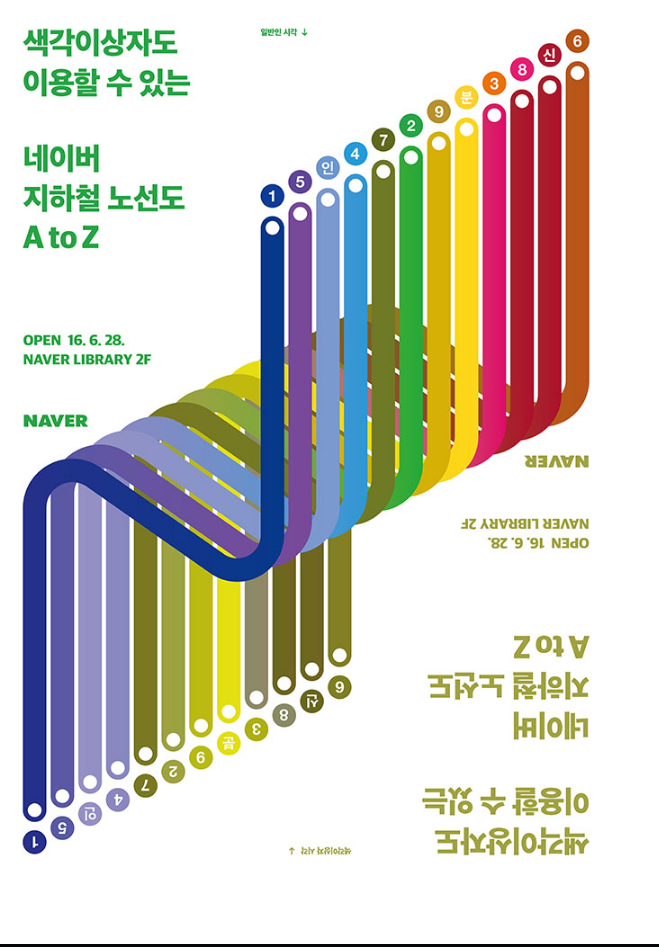 색각이상자도
이용할 수 있는
네이버
지하철 노선도
A to Z
OPEN 16. 6. 28.
NAVER LIBRARY 2F
NAVER
일반인 시각 ↓
1
5
인
4
7
2
9
분
3
8
신
6
색각이상자도
이용할 수 있는
네이버
지하철 노선도
A to Z
OPEN 16. 6. 28.
NAVER LIBRARY 2F
NAVER
색각이상자 시각 ↓
1
5
인
4
7
2
9
분
3
8
신
6